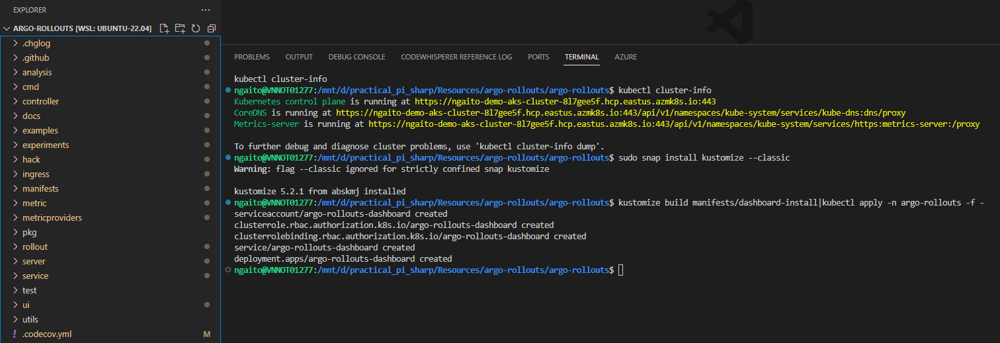 EXPLORER
ARGO-ROLLOUTS [WSL: UBUNTU-22.04]
.chglog
.github
analysis
cmd
controller
docs
examples
experiments
hack
ingress
manifests
metric
metricproviders
pkg
rollout
server
service
test
ui
utils
! .codecov.yml M
PROBLEMS OUTPUT DEBUG CONSOLE CODEWHISPERER REFERENCE LOG PORTS TERMINAL AZURE
kubectl cluster-info
ngaito@VNNOT01277:/mnt/d/practical_pi_sharp/Resources/argo-rollouts/argo-rollouts$ kubectl cluster-info
Kubernetes control plane is running at https://ngaito-demo-aks-cluster-8l7gee5f.hcp.eastus.azmk8s.io:443
CoreDNS is running at https://ngaito-demo-aks-cluster-8l7gee5f.hcp.eastus.azmk8s.io:443/api/v1/namespaces/kube-system/services/kube-dns:dns/proxy
Metrics-server is running at https://ngaito-demo-aks-cluster-8l7gee5f.hcp.eastus.azmk8s.io:443/api/v1/namespaces/kube-system/services/https:metrics-server:/proxy
To further debug and diagnose cluster problems, use 'kubectl cluster-info dump'.
ngaito@VNNOT01277:/mnt/d/practical_pi_sharp/Resources/argo-rollouts/argo-rollouts$ sudo snap install kustomize --classic
Warning: flag --classic ignored for strictly confined snap kustomize
kustomize 5.2.1 from abskmj installed
ngaito@VNNOT01277:/mnt/d/practical_pi_sharp/Resources/argo-rollouts/argo-rollouts$ kustomize build manifests/dashboard-install|kubectl apply -n argo-rollouts -f -
serviceaccount/argo-rollouts-dashboard created
clusterrole.rbac.authorization.k8s.io/argo-rollouts-dashboard created
clusterrolebinding.rbac.authorization.k8s.io/argo-rollouts-dashboard created
service/argo-rollouts-dashboard created
deployment.apps/argo-rollouts-dashboard created
ngaito@VNNOT01277:/mnt/d/practical_pi_sharp/Resources/argo-rollouts/argo-rollouts$